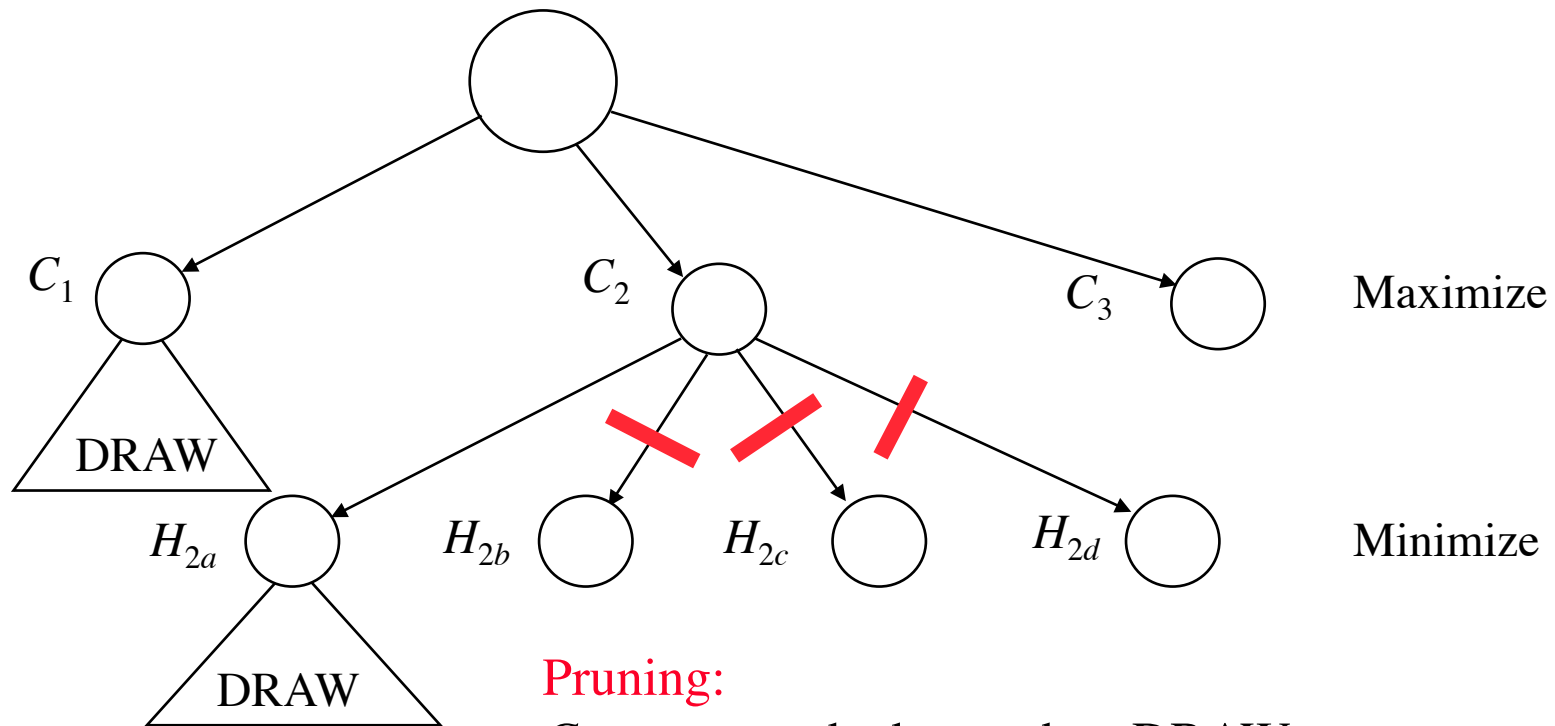 C1
C2
C3
Maximize
DRAW
H2a
H2b
H2c
H2d
Minimize
DRAW
Pruning: